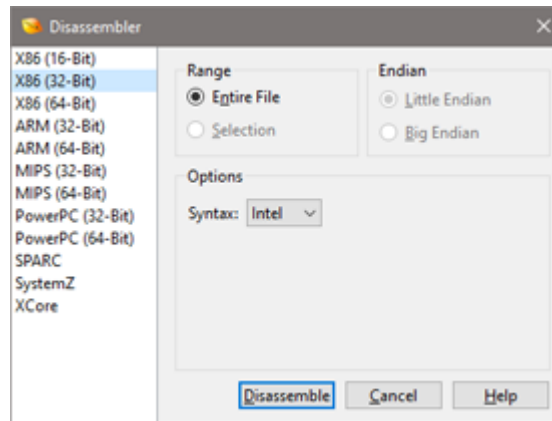 Disassembler
X86 (16-Bit)
X86 (32-Bit)
X86 (64-Bit)
ARM (32-Bit)
ARM (64-Bit)
MIPS (32-Bit)
MIPS (64-Bit)
PowerPC (32-Bit)
PowerPC (64-Bit)
SPARC
SystemZ
XCore
Range
Entire File
Selection
Endian
Little Endian
Big Endian
Options
Syntax: Intel
Disassemble Cancel Help